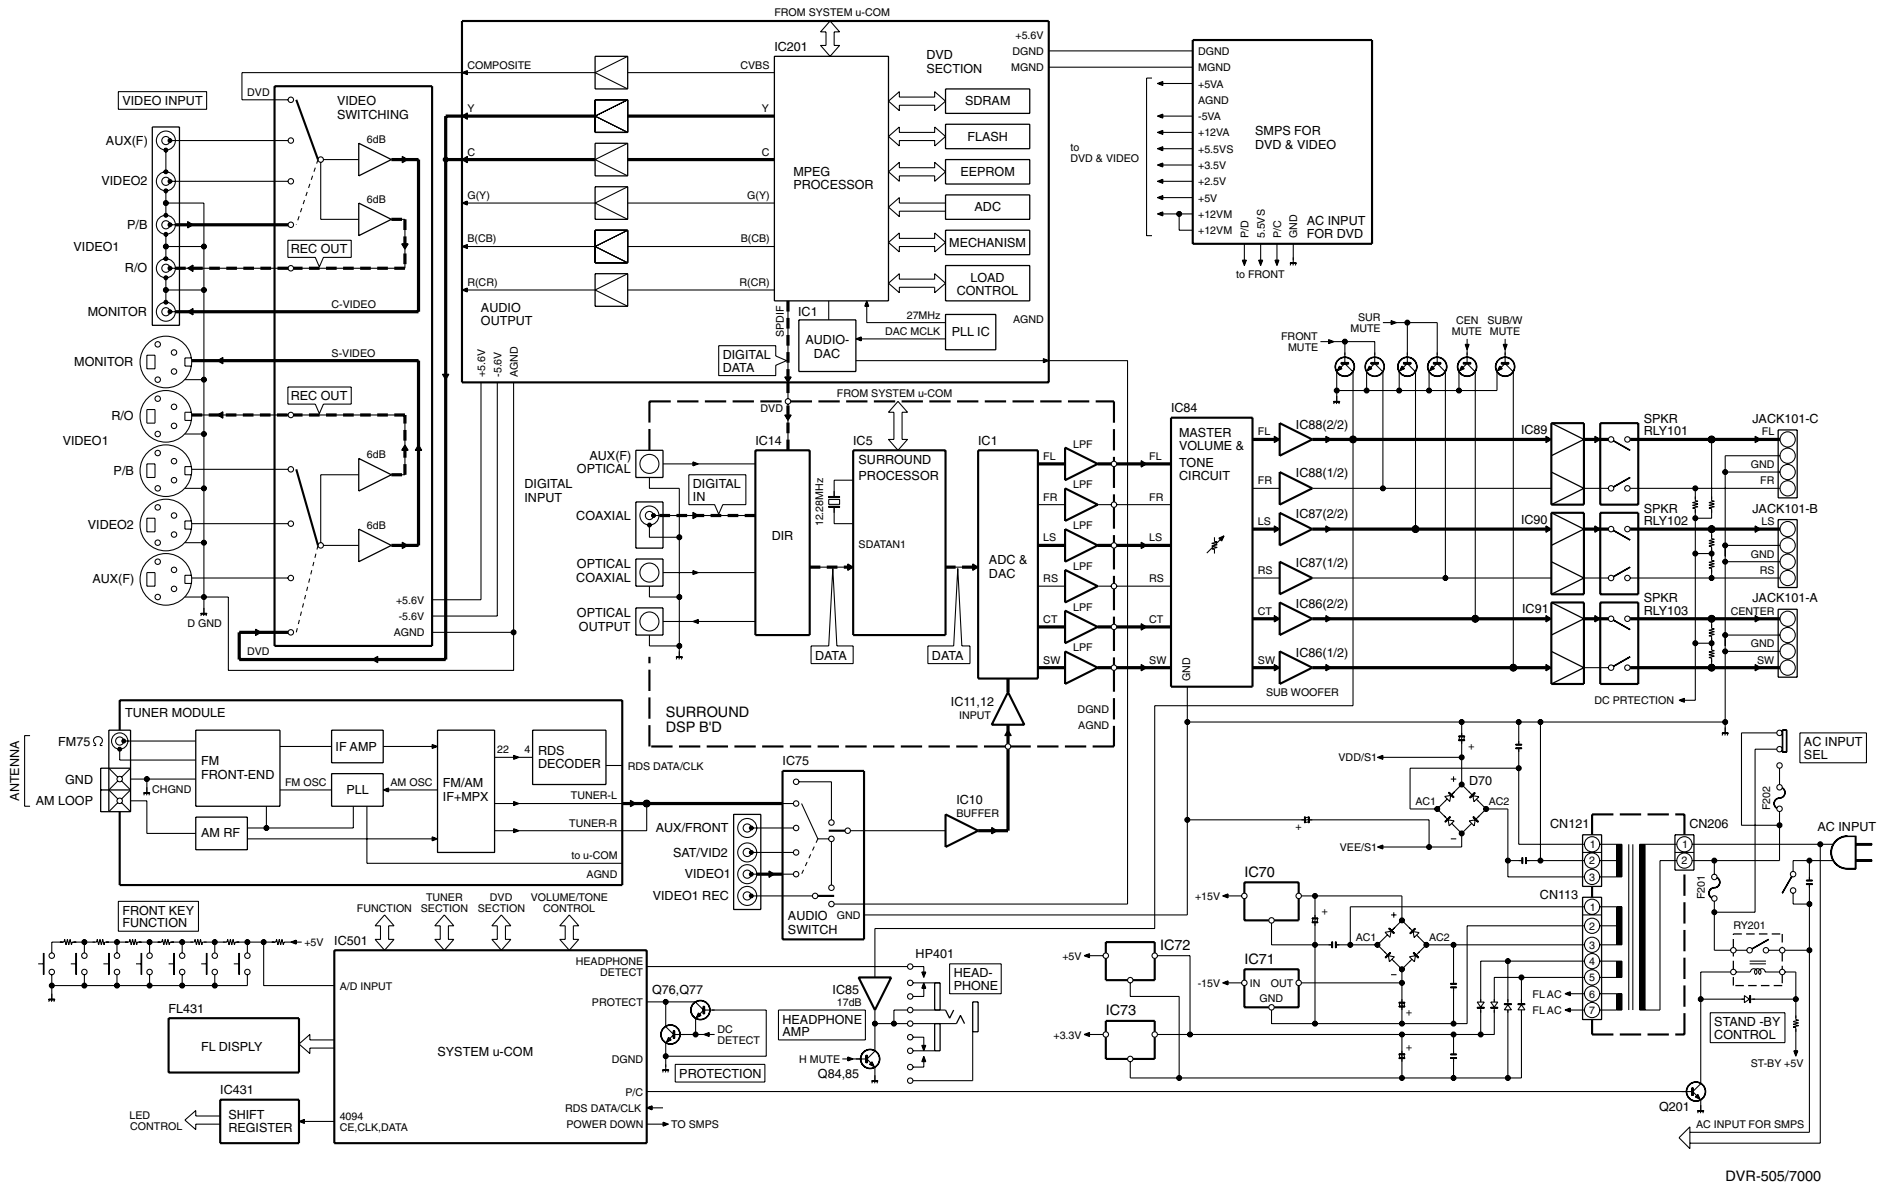 FROM SYSTEM u-COM
VIDEO INPUT
AUX(F)
VIDEO2
P/B
VIDEO1
R/O
MONITOR
MONITOR
R/O
VIDEO1
P/B
VIDEO2
AUX(F)
D GND
DVD
VIDEO
SWITCHING
6dB
6dB
REC OUT
C-VIDEO
S-VIDEO
REC OUT
6dB
6dB
+5.6V
-5.6V
AGND
DVD
COMPOSITE
Y
C
G(Y)
B(CB)
R(CR)
AUDIO
OUTPUT
+5.6V
-5.6V
AGND
IC201
CVBS
Y
C
G(Y)
B(CB)
R(CR)
MPEG
PROCESSOR
DVD
SECTION
+5.6V
DGND
MGND
SDRAM
FLASH
EEPROM
ADC
MECHANISM
LOAD
CONTROL
SPDIF
IC1
AUDIO-
DAC
27MHz
DAC MCLK
PLL IC
AGND
DIGITAL
DATA
to
DVD & VIDEO
DGND
MGND
+5VA
AGND
-5VA
+12VA
+5.5VS
+3.5V
+2.5V
+5V
+12VM
+12VM
SMPS FOR
DVD & VIDEO
AC INPUT
FOR DVD
P/D
5.5VS
P/C
GND
to FRONT
FROM SYSTEM u-COM
DVD
DIGITAL
INPUT
AUX(F)
OPTICAL
COAXIAL
OPTICAL
COAXIAL
OPTICAL
OUTPUT
DIGITAL
IN
IC14
DIR
12.28MHz
IC5
SURROUND
PROCESSOR
SDATAN1
DATA
DATA
IC1
ADC &
DAC
FL
FR
LS
RS
CT
SW
LPF
LPF
LPF
LPF
LPF
LPF
FL
FR
LS
RS
CT
SW
IC11,12
INPUT
DGND
AGND
SURROUND
DSP B'D
IC84
MASTER
VOLUME &
TONE
CIRCUIT
GND
FL
FR
LS
RS
CT
SW
IC88(2/2)
IC88(1/2)
IC87(2/2)
IC87(1/2)
IC86(2/2)
IC86(1/2)
SUB WOOFER
FRONT
MUTE
SUR
MUTE
CEN
MUTE
SUB/W
MUTE
IC89
IC90
IC91
SPKR
RLY101
SPKR
RLY102
SPKR
RLY103
JACK101-C
FL
GND
FR
JACK101-B
LS
GND
RS
JACK101-A
CENTER
GND
SW
DC PRTECTION
TUNER MODULE
ANTENNA
FM75Ω
GND
AM LOOP
CHGND
FM
FRONT-END
AM RF
IF AMP
FM OSC
PLL
AM OSC
FM/AM
IF+MPX
22
4
RDS
DECODER
RDS DATA/CLK
TUNER-L
TUNER-R
to u-COM
AGND
IC75
AUX/FRONT
SAT/VID2
VIDEO1
VIDEO1 REC
AUDIO
SWITCH
GND
IC10
BUFFER
VDD/S1
VEE/S1
D70
AC1
AC2
+
−
+
+
AC INPUT
SEL
F202
CN121
1
2
3
CN206
1
2
AC INPUT
CN113
1
2
3
4
5
6
7
FL AC
FL AC
F201
RY201
STAND -BY
CONTROL
ST-BY +5V
Q201
AC INPUT FOR SMPS
IC70
+15V
IC71
IN OUT
GND
-15V
AC1
AC2
+
−
+
+
+
IC72
+5V
IC73
+3.3V
FRONT KEY
FUNCTION
+5V
FUNCTION
TUNER
SECTION
DVD
SECTION
VOLUME/TONE
CONTROL
IC501
A/D INPUT
SYSTEM u-COM
4094
CE,CLK,DATA
HEADPHONE
DETECT
PROTECT
DGND
P/C
RDS DATA/CLK
POWER DOWN
TO SMPS
Q76,Q77
DC
DETECT
PROTECTION
IC85
17dB
HEADPHONE
AMP
H MUTE
Q84,85
HP401
HEAD-
PHONE
FL431
FL DISPLY
IC431
SHIFT
REGISTER
LED
CONTROL
DVR-505/7000